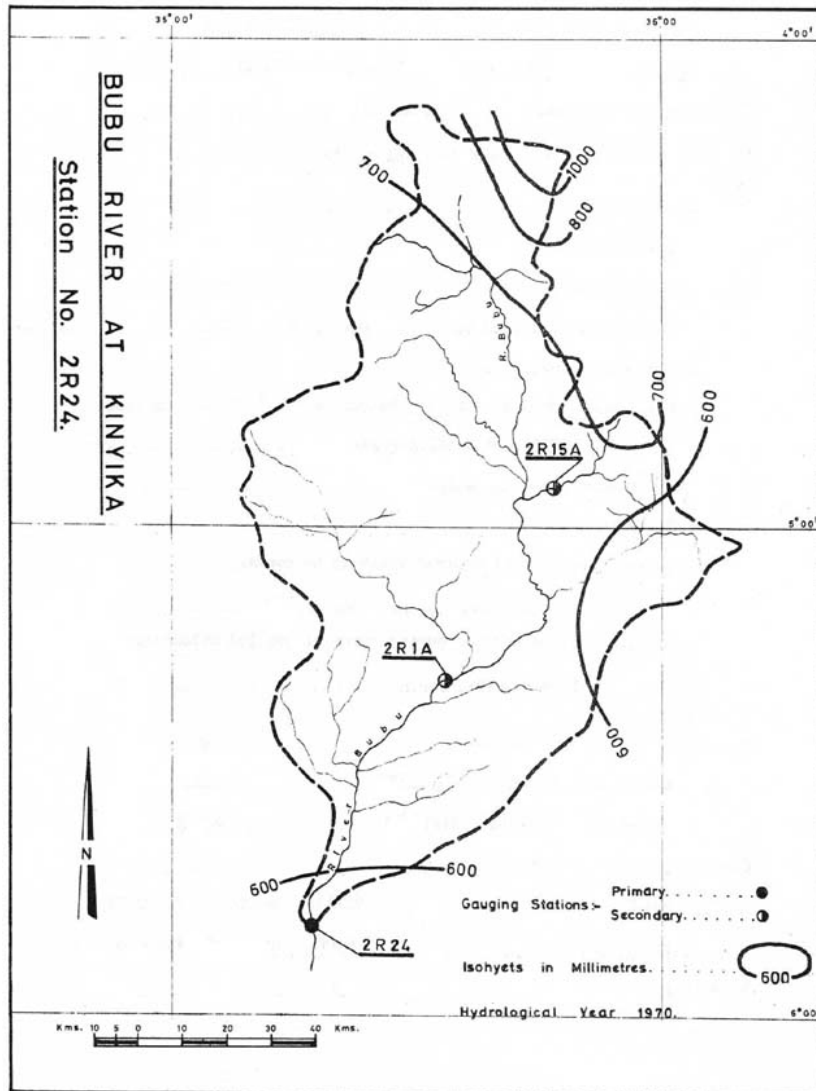 35°00'
36°00
4°00'
BUBU RIVER AT KINYIKA
Station No. 2R24.
1000
800
700
R. Bubu
700
600
2R15A
5°00'
2R1A
600
River Bubu
N
600
600
2R24
Gauging Stations:-
Primary........
Secondary........
Isohyets in Millimetres........
600
Hydrological Year 1970.
6°00'
Kms. 10 5 0 10 20 30 40 Kms.